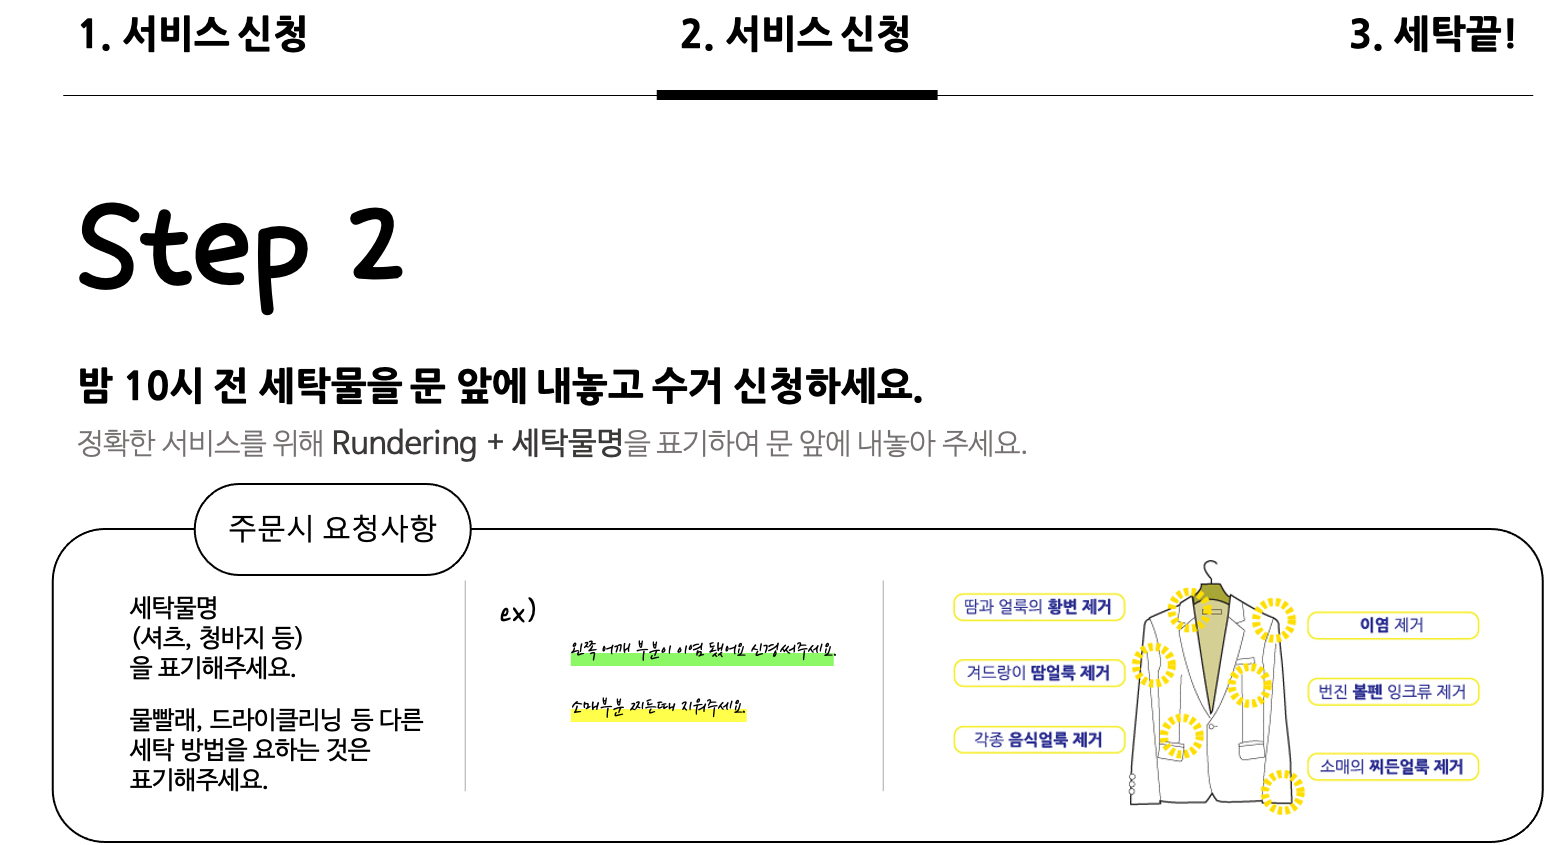 1. 서비스 신청
2. 서비스 신청
3. 세탁끝!
Step 2
밤 10시 전 세탁물을 문 앞에 내놓고 수거 신청하세요.
정확한 서비스를 위해 Rundering + 세탁물명을 표기하여 문 앞에 내놓아 주세요.
주문시 요청사항
세탁물명
(셔츠, 청바지 등)
을 표기해주세요.
물빨래, 드라이클리닝 등 다른
세탁 방법을 요하는 것은
표기해주세요.
ex)
왼쪽 어깨 부분이 이염 됐어요 신경써주세요.
소매부분 찌든때 지워주세요.
땀과 얼룩의 황변 제거
겨드랑이 땀얼룩 제거
각종 음식얼룩 제거
이염 제거
번진 볼펜 잉크류 제거
소매의 찌든얼룩 제거